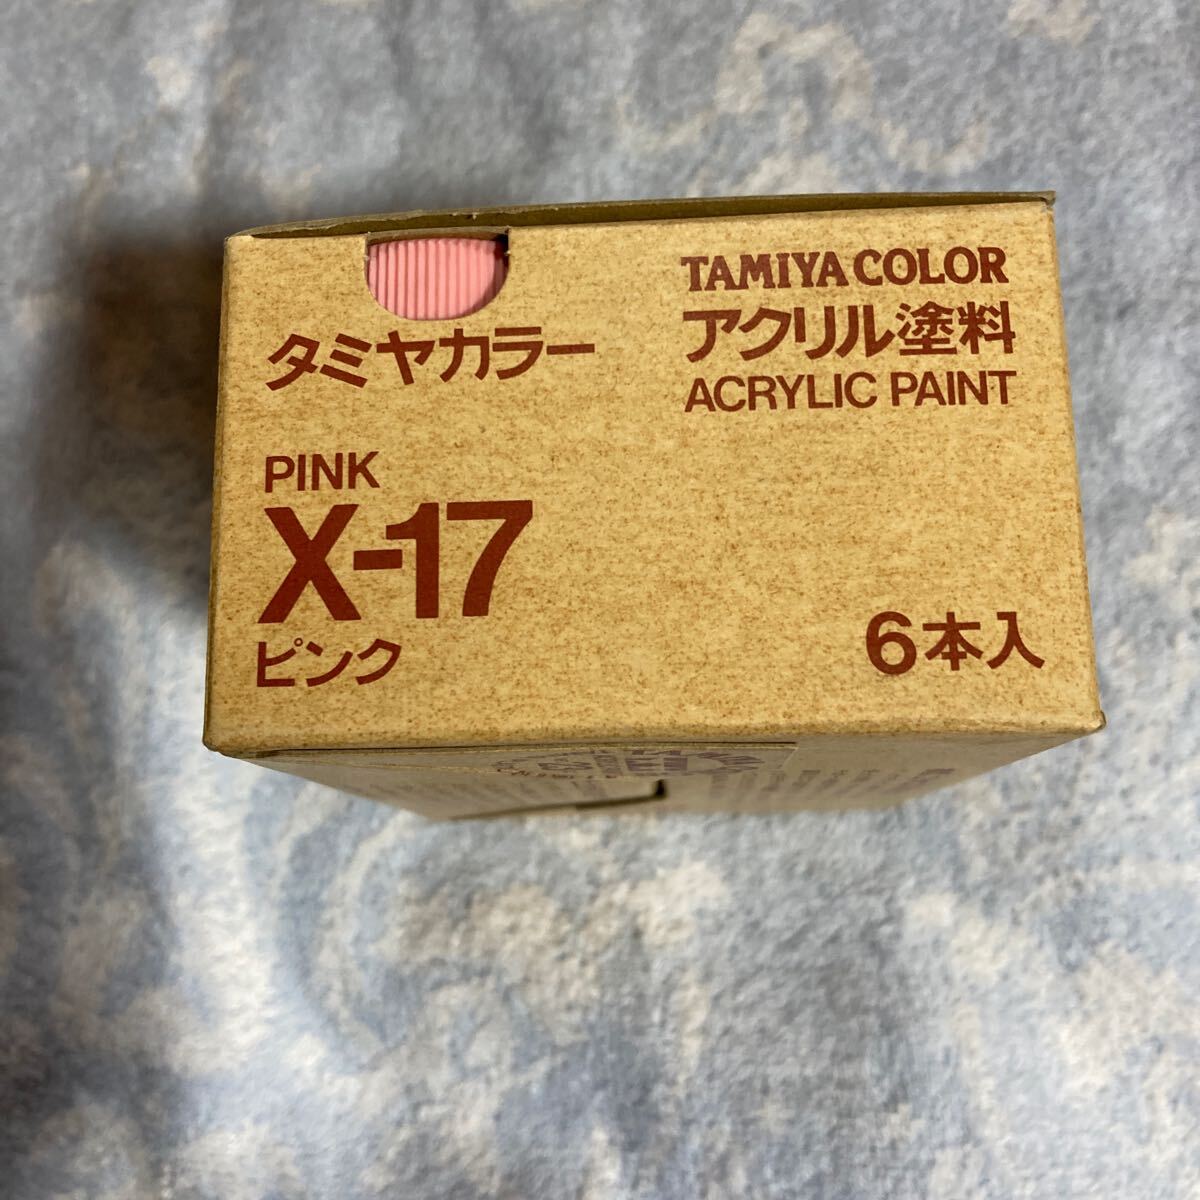 タミヤカラー
TAMIYA COLOR
アクリル塗料
ACRYLIC PAINT
PINK
X-17
ピンク
6本入